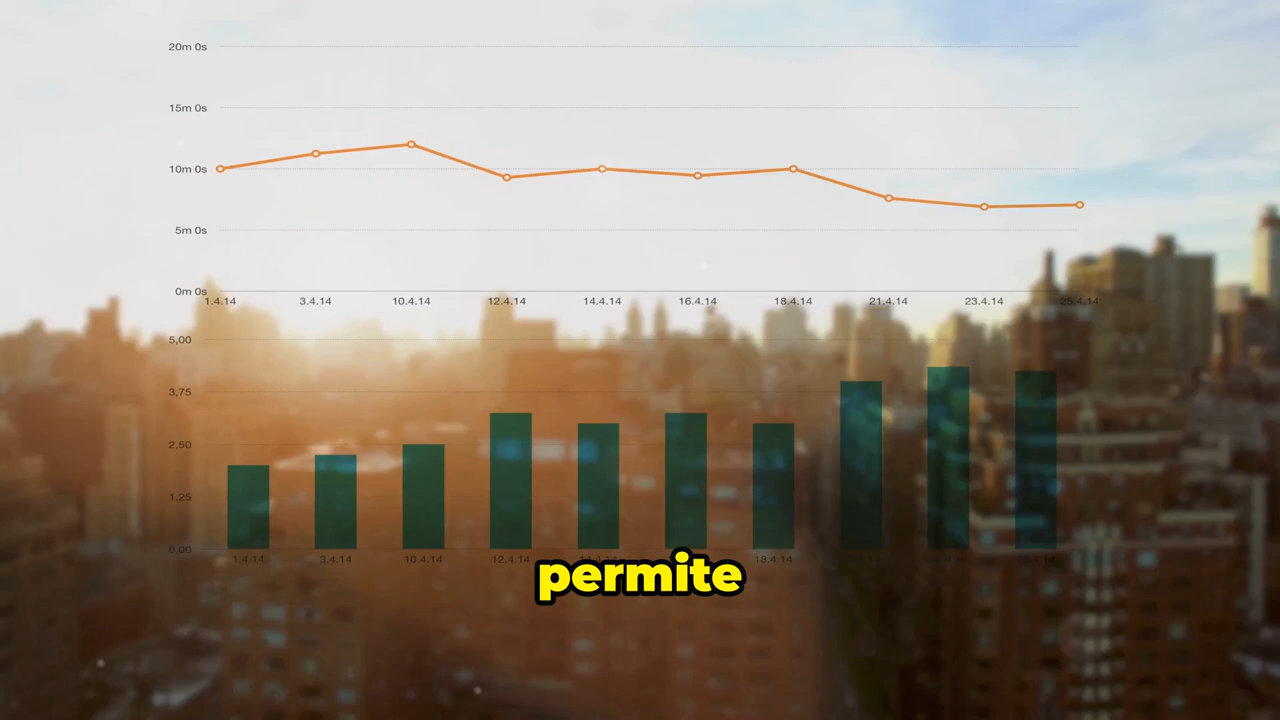 20m 0s
15m 0s
10m 0s
5m 0s
0m 0s
1.4.14 3.4.14 10.4.14 12.4.14 14.4.14 16.4.14 18.4.14 21.4.14 23.4.14 25.4.14
5,00
3,75
2,50
1,25
0,00
1.4.14 3.4.14 10.4.14 12.4.14 18.4.14
permite